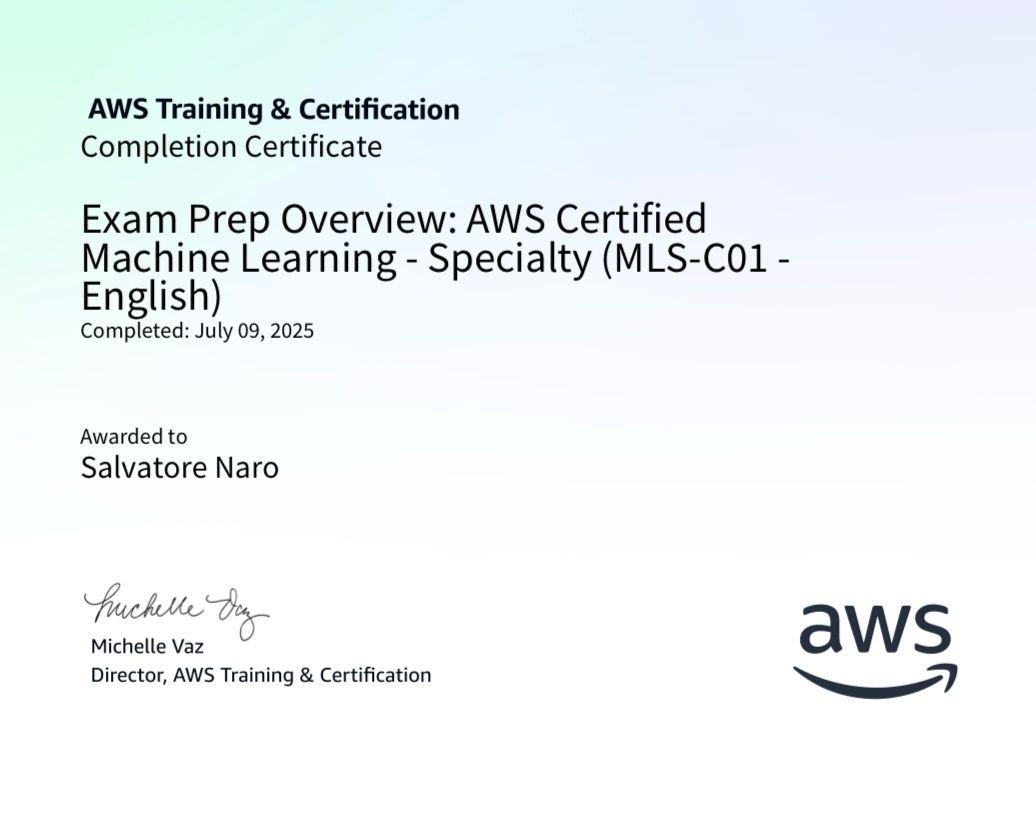 AWS Training & Certification
Completion Certificate
Exam Prep Overview: AWS Certified
Machine Learning - Specialty (MLS-C01 -
English)
Completed: July 09, 2025
Awarded to
Salvatore Naro
Michelle Vaz
Michelle Vaz
Director, AWS Training & Certification
aws